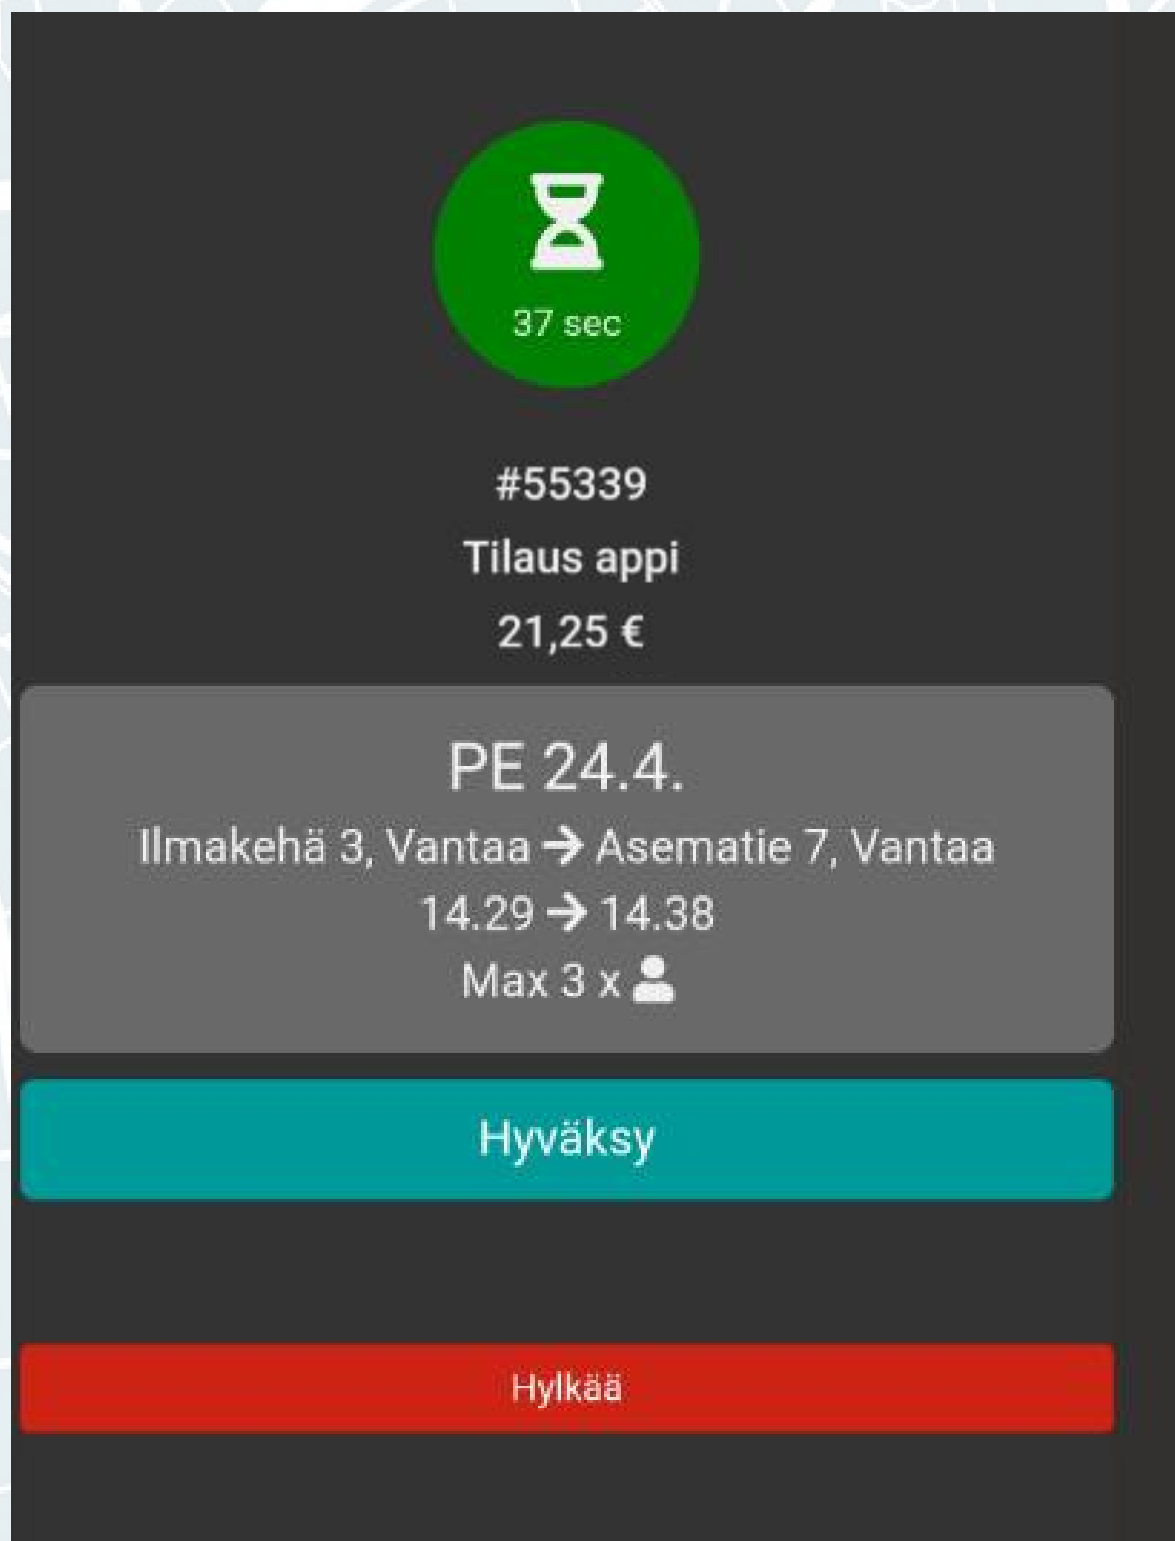 37 sec
#55339
Tilaus appi
21,25 €
PE 24.4.
Ilmakehä 3, Vantaa → Asematie 7, Vantaa
14.29 → 14.38
Max 3 x
Hyväksy
Hylkää